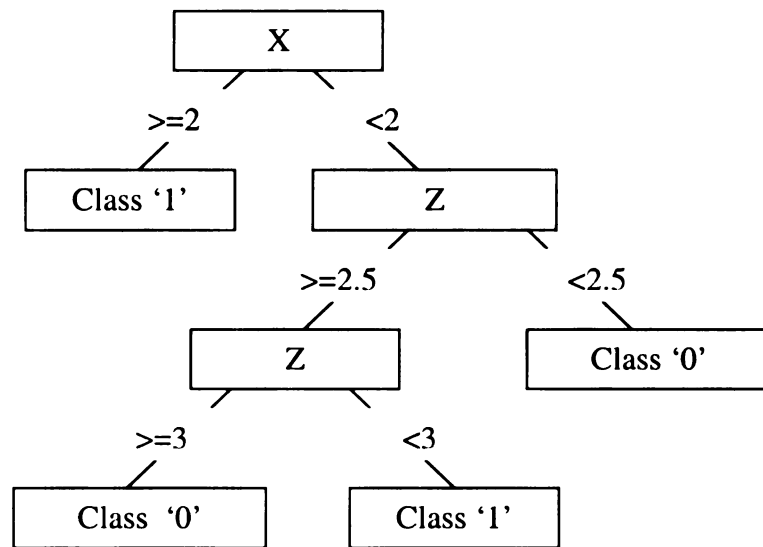 X
>=2 <2
Class ‘1’ Z
>=2.5 <2.5
Z Class ‘0’
>=3 <3
Class ‘0’ Class ‘1’